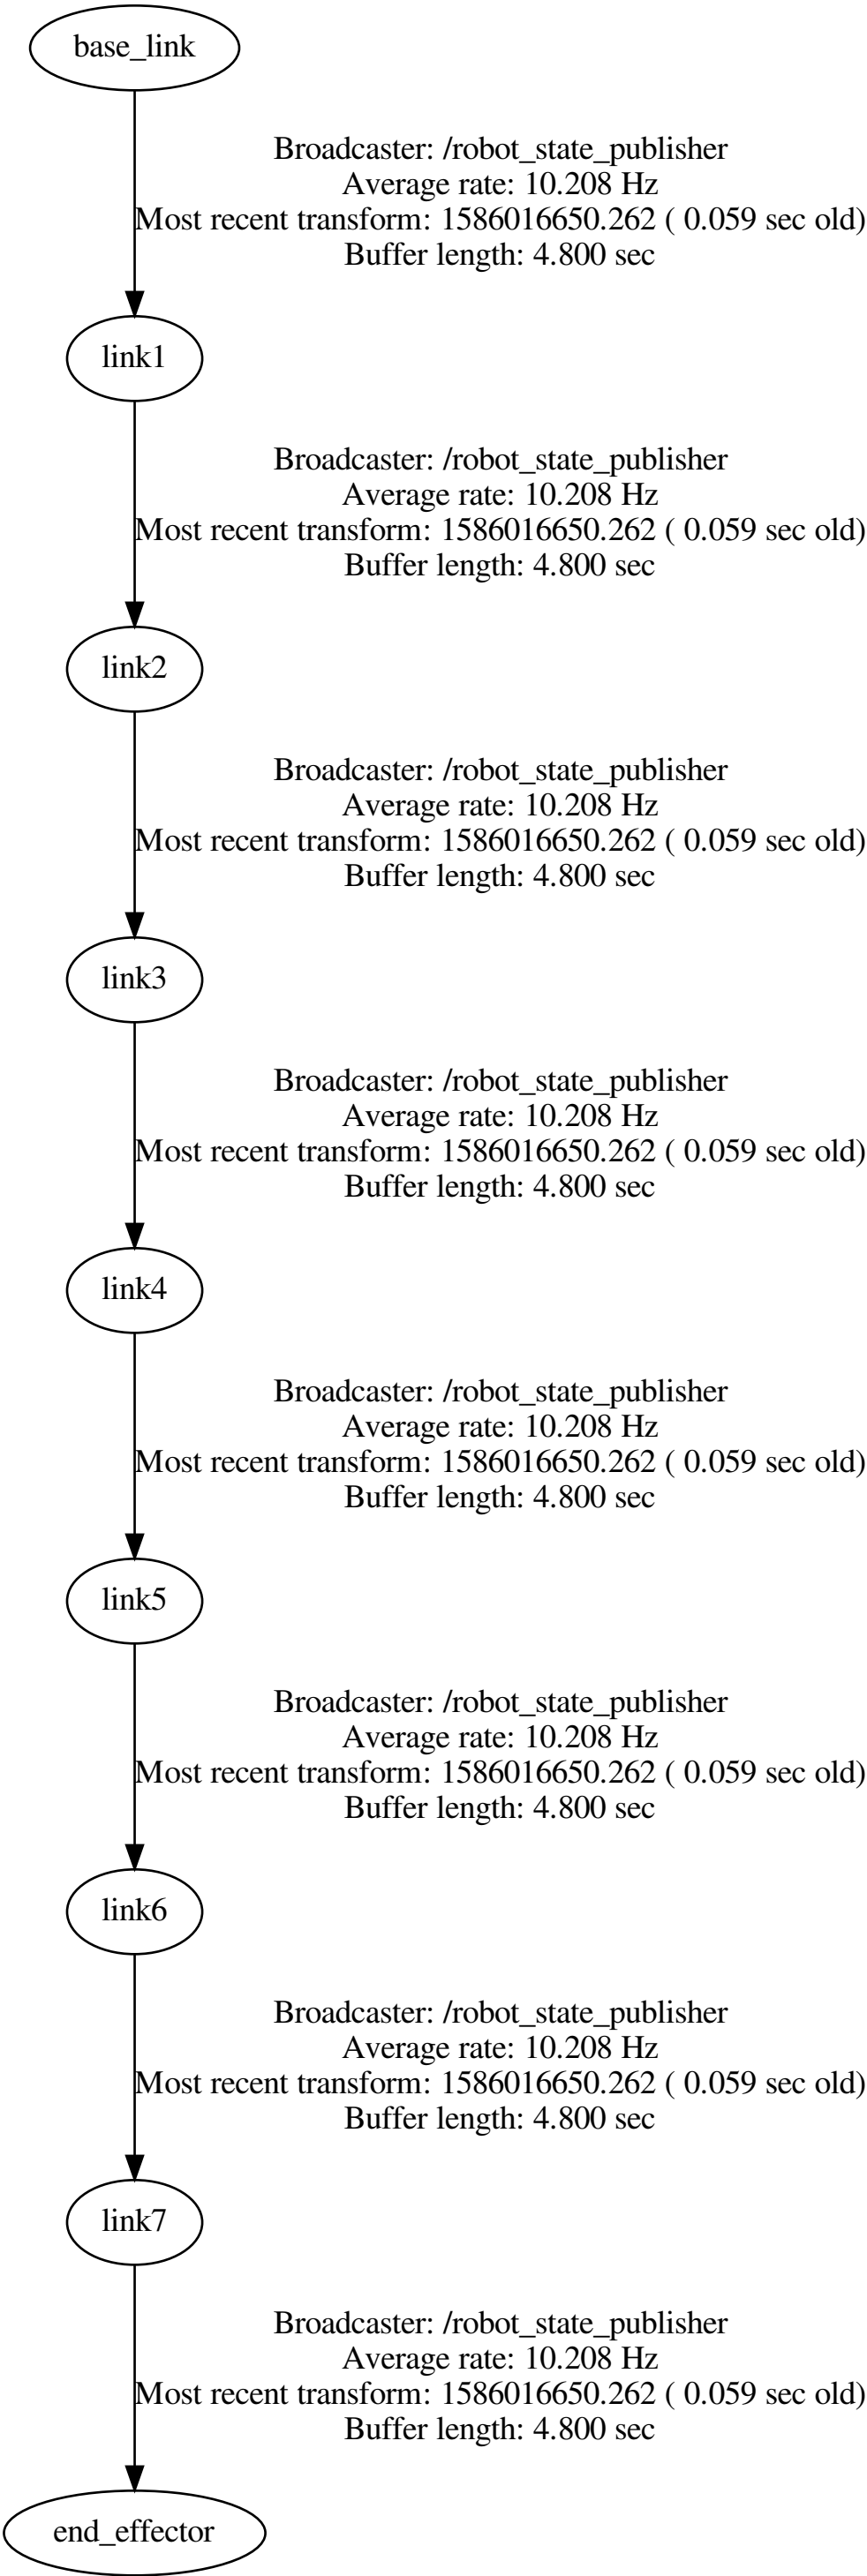 base_link
Broadcaster: /robot_state_publisher
Average rate: 10.208 Hz
Most recent transform: 1586016650.262 ( 0.059 sec old)
Buffer length: 4.800 sec
link1
Broadcaster: /robot_state_publisher
Average rate: 10.208 Hz
Most recent transform: 1586016650.262 ( 0.059 sec old)
Buffer length: 4.800 sec
link2
Broadcaster: /robot_state_publisher
Average rate: 10.208 Hz
Most recent transform: 1586016650.262 ( 0.059 sec old)
Buffer length: 4.800 sec
link3
Broadcaster: /robot_state_publisher
Average rate: 10.208 Hz
Most recent transform: 1586016650.262 ( 0.059 sec old)
Buffer length: 4.800 sec
link4
Broadcaster: /robot_state_publisher
Average rate: 10.208 Hz
Most recent transform: 1586016650.262 ( 0.059 sec old)
Buffer length: 4.800 sec
link5
Broadcaster: /robot_state_publisher
Average rate: 10.208 Hz
Most recent transform: 1586016650.262 ( 0.059 sec old)
Buffer length: 4.800 sec
link6
Broadcaster: /robot_state_publisher
Average rate: 10.208 Hz
Most recent transform: 1586016650.262 ( 0.059 sec old)
Buffer length: 4.800 sec
link7
Broadcaster: /robot_state_publisher
Average rate: 10.208 Hz
Most recent transform: 1586016650.262 ( 0.059 sec old)
Buffer length: 4.800 sec
end_effector